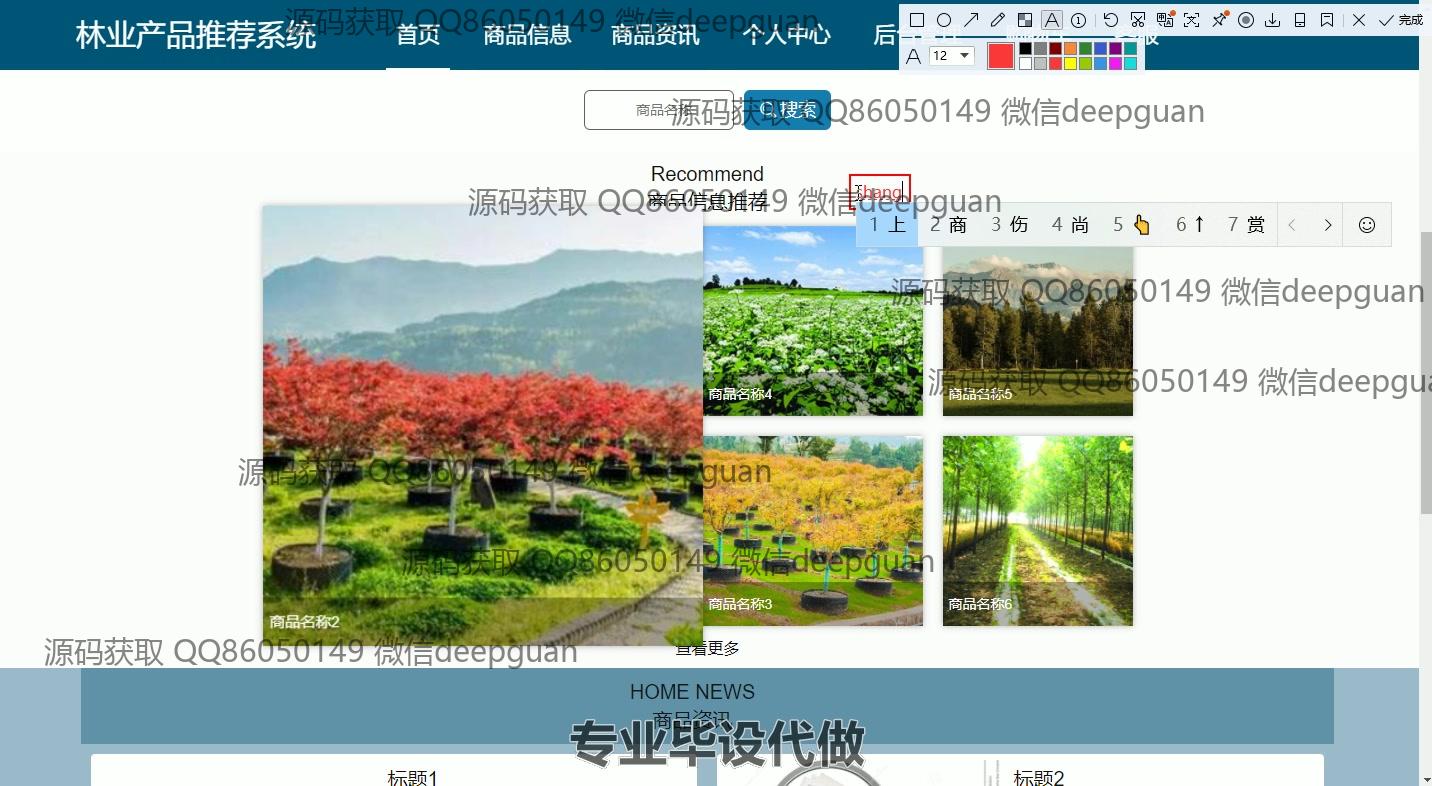 林业产品推荐系统
首页 商品信息 商品资讯 个人中心
源码获取 QQ86050149 微信deepguan
完成
A 12
商品名称 搜索
源码获取 QQ86050149 微信deepguan
Recommend
商品信息推荐
源码获取 QQ86050149 微信deepguan
shang
1 上 2 商 3 伤 4 尚 5 👆 6 ↑ 7 赏
源码获取 QQ86050149 微信deepguan
源码获取 QQ86050149 微信deepgua
商品名称4
商品名称5
源码获取 QQ86050149 微信deepguan
源码获取 QQ86050149 微信deepguan
商品名称2
商品名称3
商品名称6
查看更多
源码获取 QQ86050149 微信deepguan
HOME NEWS
商品资讯
专业毕设代做
标题1
标题2